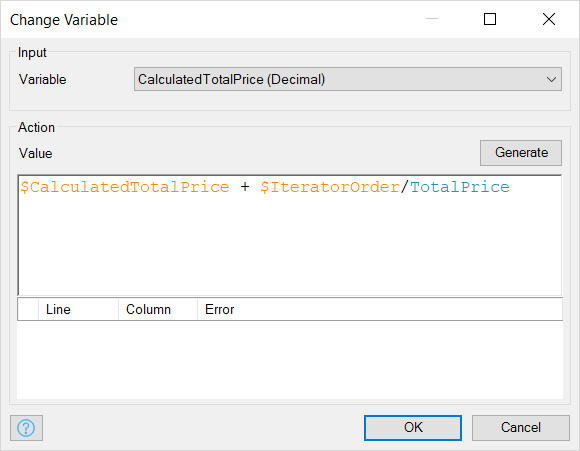 Change Variable
Input
Variable CalculatedTotalPrice (Decimal)
Action
Value Generate
$CalculatedTotalPrice + $IteratorOrder/TotalPrice
Line Column Error
? OK Cancel